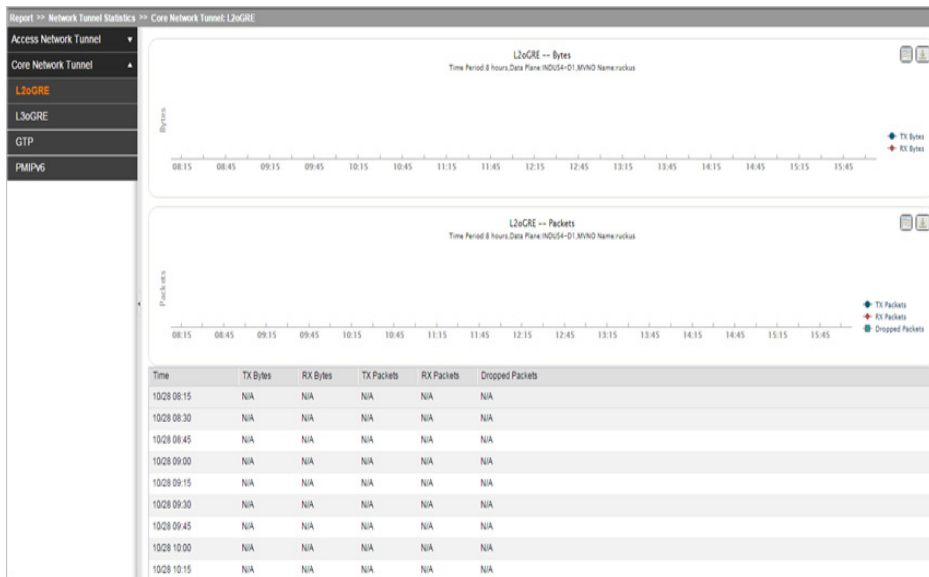 Report >> Network Tunnel Statistics >> Core Network Tunnel: L2oGRE
Access Network Tunnel
Core Network Tunnel
L2oGRE
L3oGRE
GTP
PMIPv6
L2oGRE -- Bytes
Time Period:8 hours,Data Plane:INDUS4-D1,MVNO Name:ruckus
Bytes
TX Bytes
RX Bytes
08:15 08:45 09:15 09:45 10:15 10:45 11:15 11:45 12:15 12:45 13:15 13:45 14:15 14:45 15:15 15:45
L2oGRE -- Packets
Time Period:8 hours,Data Plane:INDUS4-D1,MVNO Name:ruckus
Packets
TX Packets
RX Packets
Dropped Packets
08:15 08:45 09:15 09:45 10:15 10:45 11:15 11:45 12:15 12:45 13:15 13:45 14:15 14:45 15:15 15:45
Time TX Bytes RX Bytes TX Packets RX Packets Dropped Packets
10/28 08:15 N/A N/A N/A N/A N/A
10/28 08:30 N/A N/A N/A N/A N/A
10/28 08:45 N/A N/A N/A N/A N/A
10/28 09:00 N/A N/A N/A N/A N/A
10/28 09:15 N/A N/A N/A N/A N/A
10/28 09:30 N/A N/A N/A N/A N/A
10/28 09:45 N/A N/A N/A N/A N/A
10/28 10:00 N/A N/A N/A N/A N/A
10/28 10:15 N/A N/A N/A N/A N/A